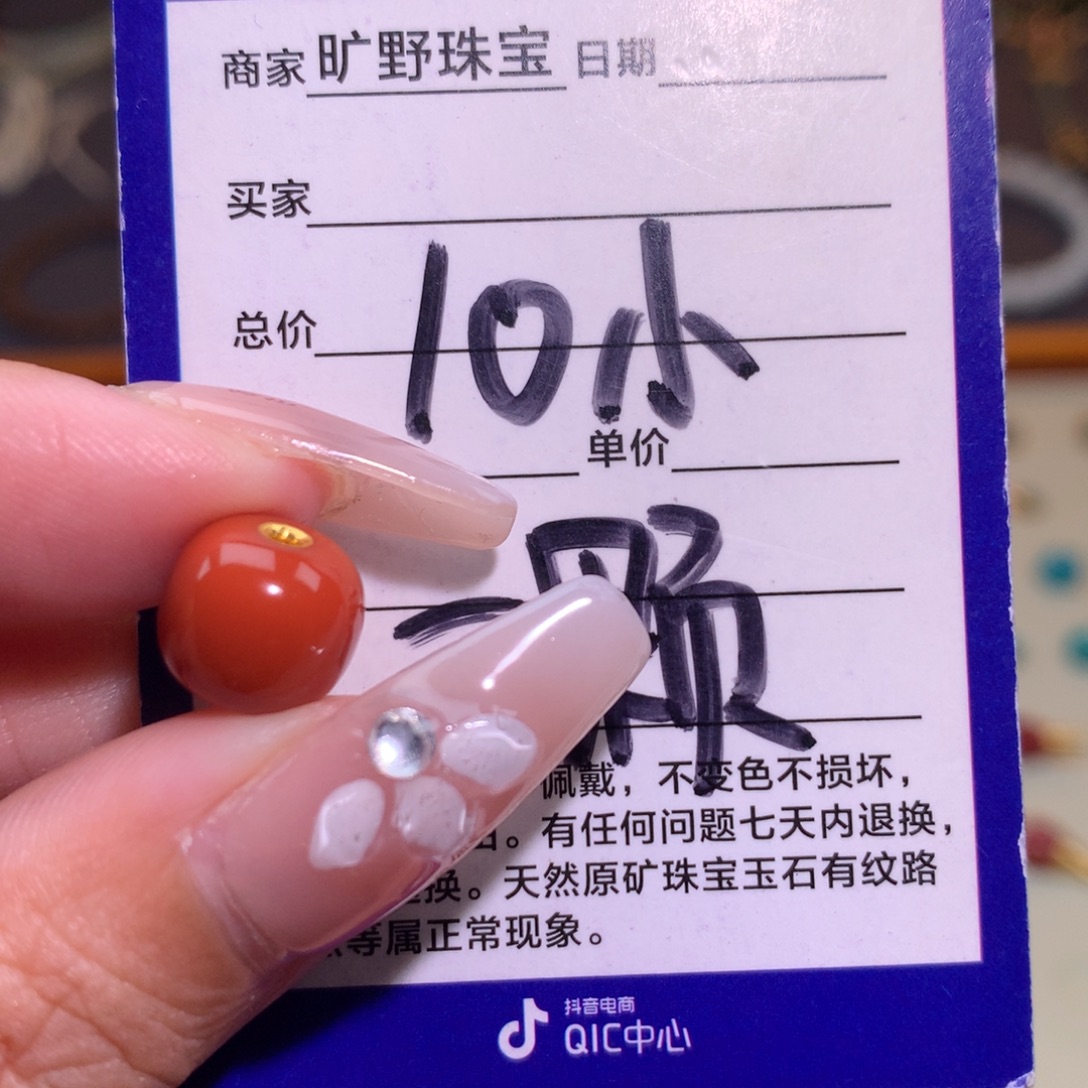 商家 旷野珠宝 日期
买家
总价 10小
单价
一颗
佩戴，不变色不损坏，
。有任何问题七天内退换，
换。天然原矿珠宝玉石有纹路
等属正常现象。
抖音电商
QIC中心